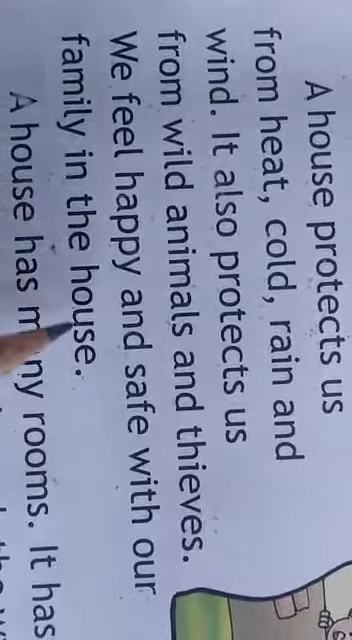 A house protects us
from heat, cold, rain and
wind. It also protects us
from wild animals and thieves.
We feel happy and safe with our
family in the house.
A house has many rooms. It has